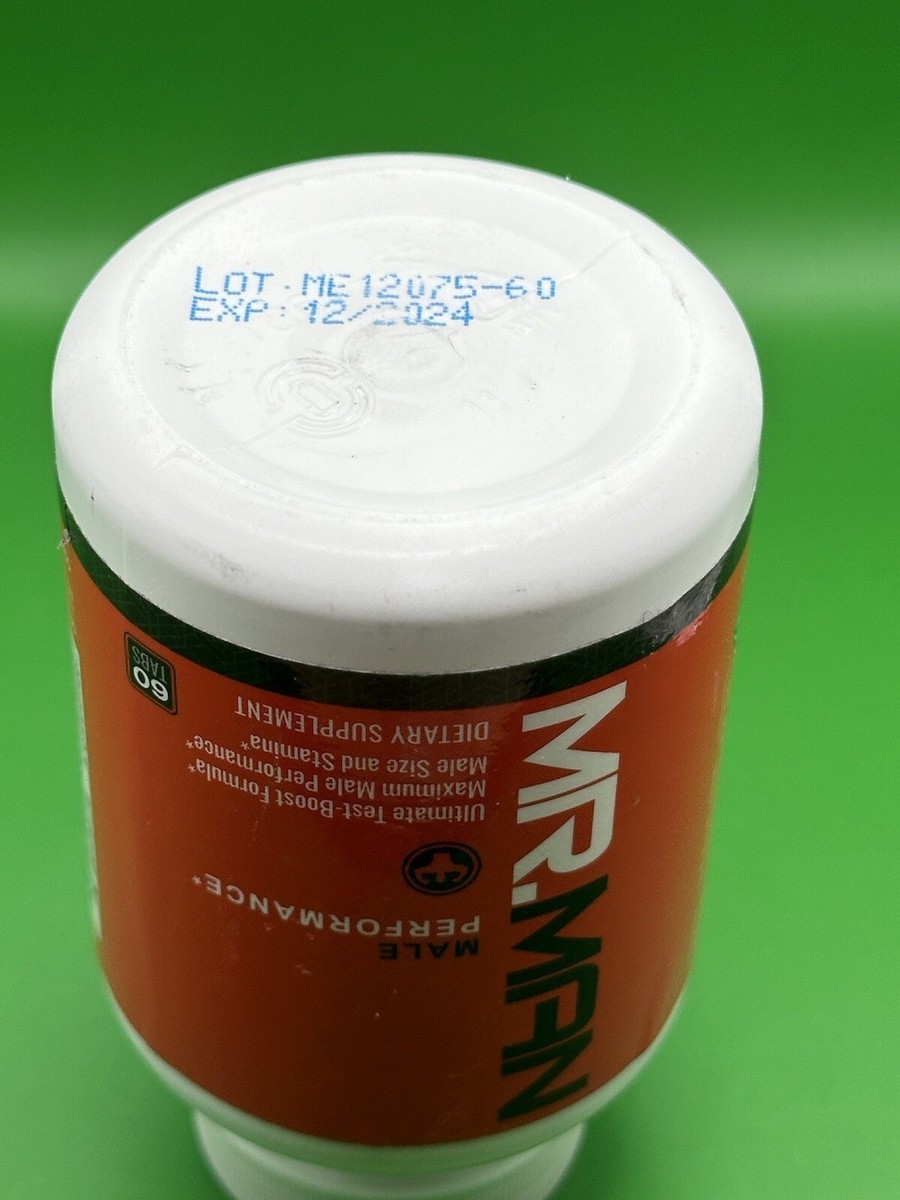 LOT: ME12075-60
EXP: 12/2024
MR.MAN
MALE
PERFORMANCE*
Ultimate Test-Boost Formula*
Maximum Male Performance*
Male Size and Stamina*
DIETARY SUPPLEMENT
60
TABS